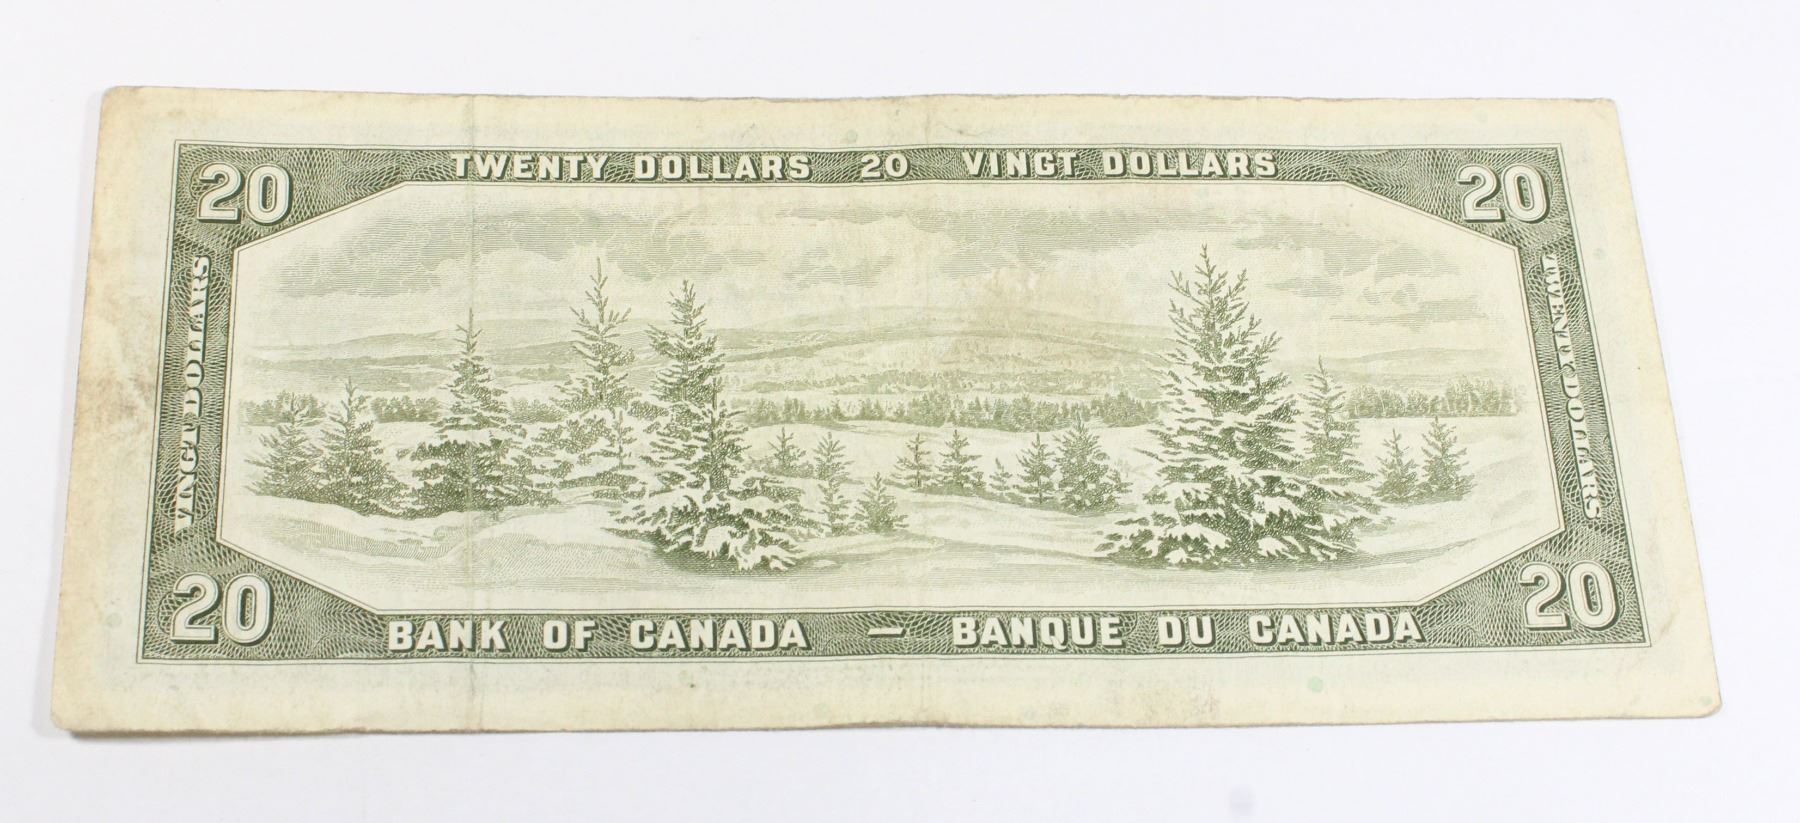 TWENTY DOLLARS 20 VINGT DOLLARS
20
20
VINGT DOLLARS
TWENTY DOLLARS
20
20
BANK OF CANADA — BANQUE DU CANADA